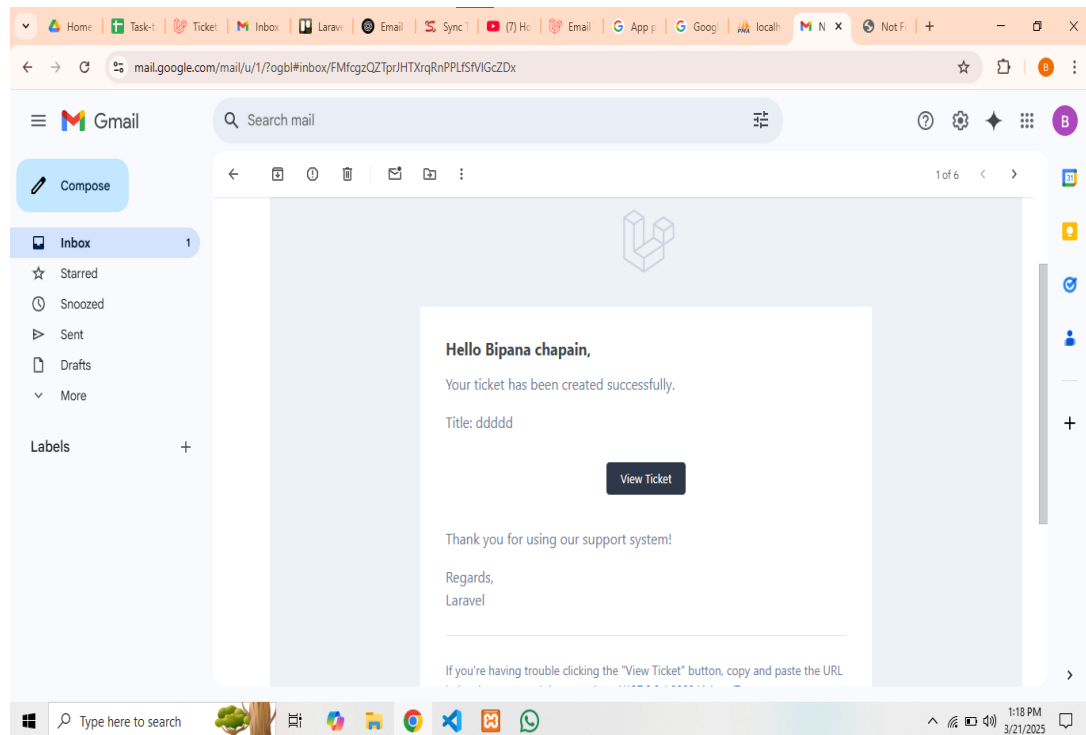 Home
Task-t
Ticket
Inbox
Larave
Email
Sync T
(7) Ho
Email
App p
Googl
localh
N
Not F
mail.google.com/mail/u/1/?ogbl#inbox/FMfcgzQZTprJHTXrqRnPPLfSfVIGcZDx
B
Gmail
Search mail
B
Compose
1 of 6
31
Inbox 1
Starred
Snoozed
Sent
Drafts
More
Labels
Hello Bipana chapain,
Your ticket has been created successfully.
Title: ddddd
View Ticket
Thank you for using our support system!
Regards,
Laravel
If you're having trouble clicking the "View Ticket" button, copy and paste the URL
Type here to search
1:18 PM
3/21/2025